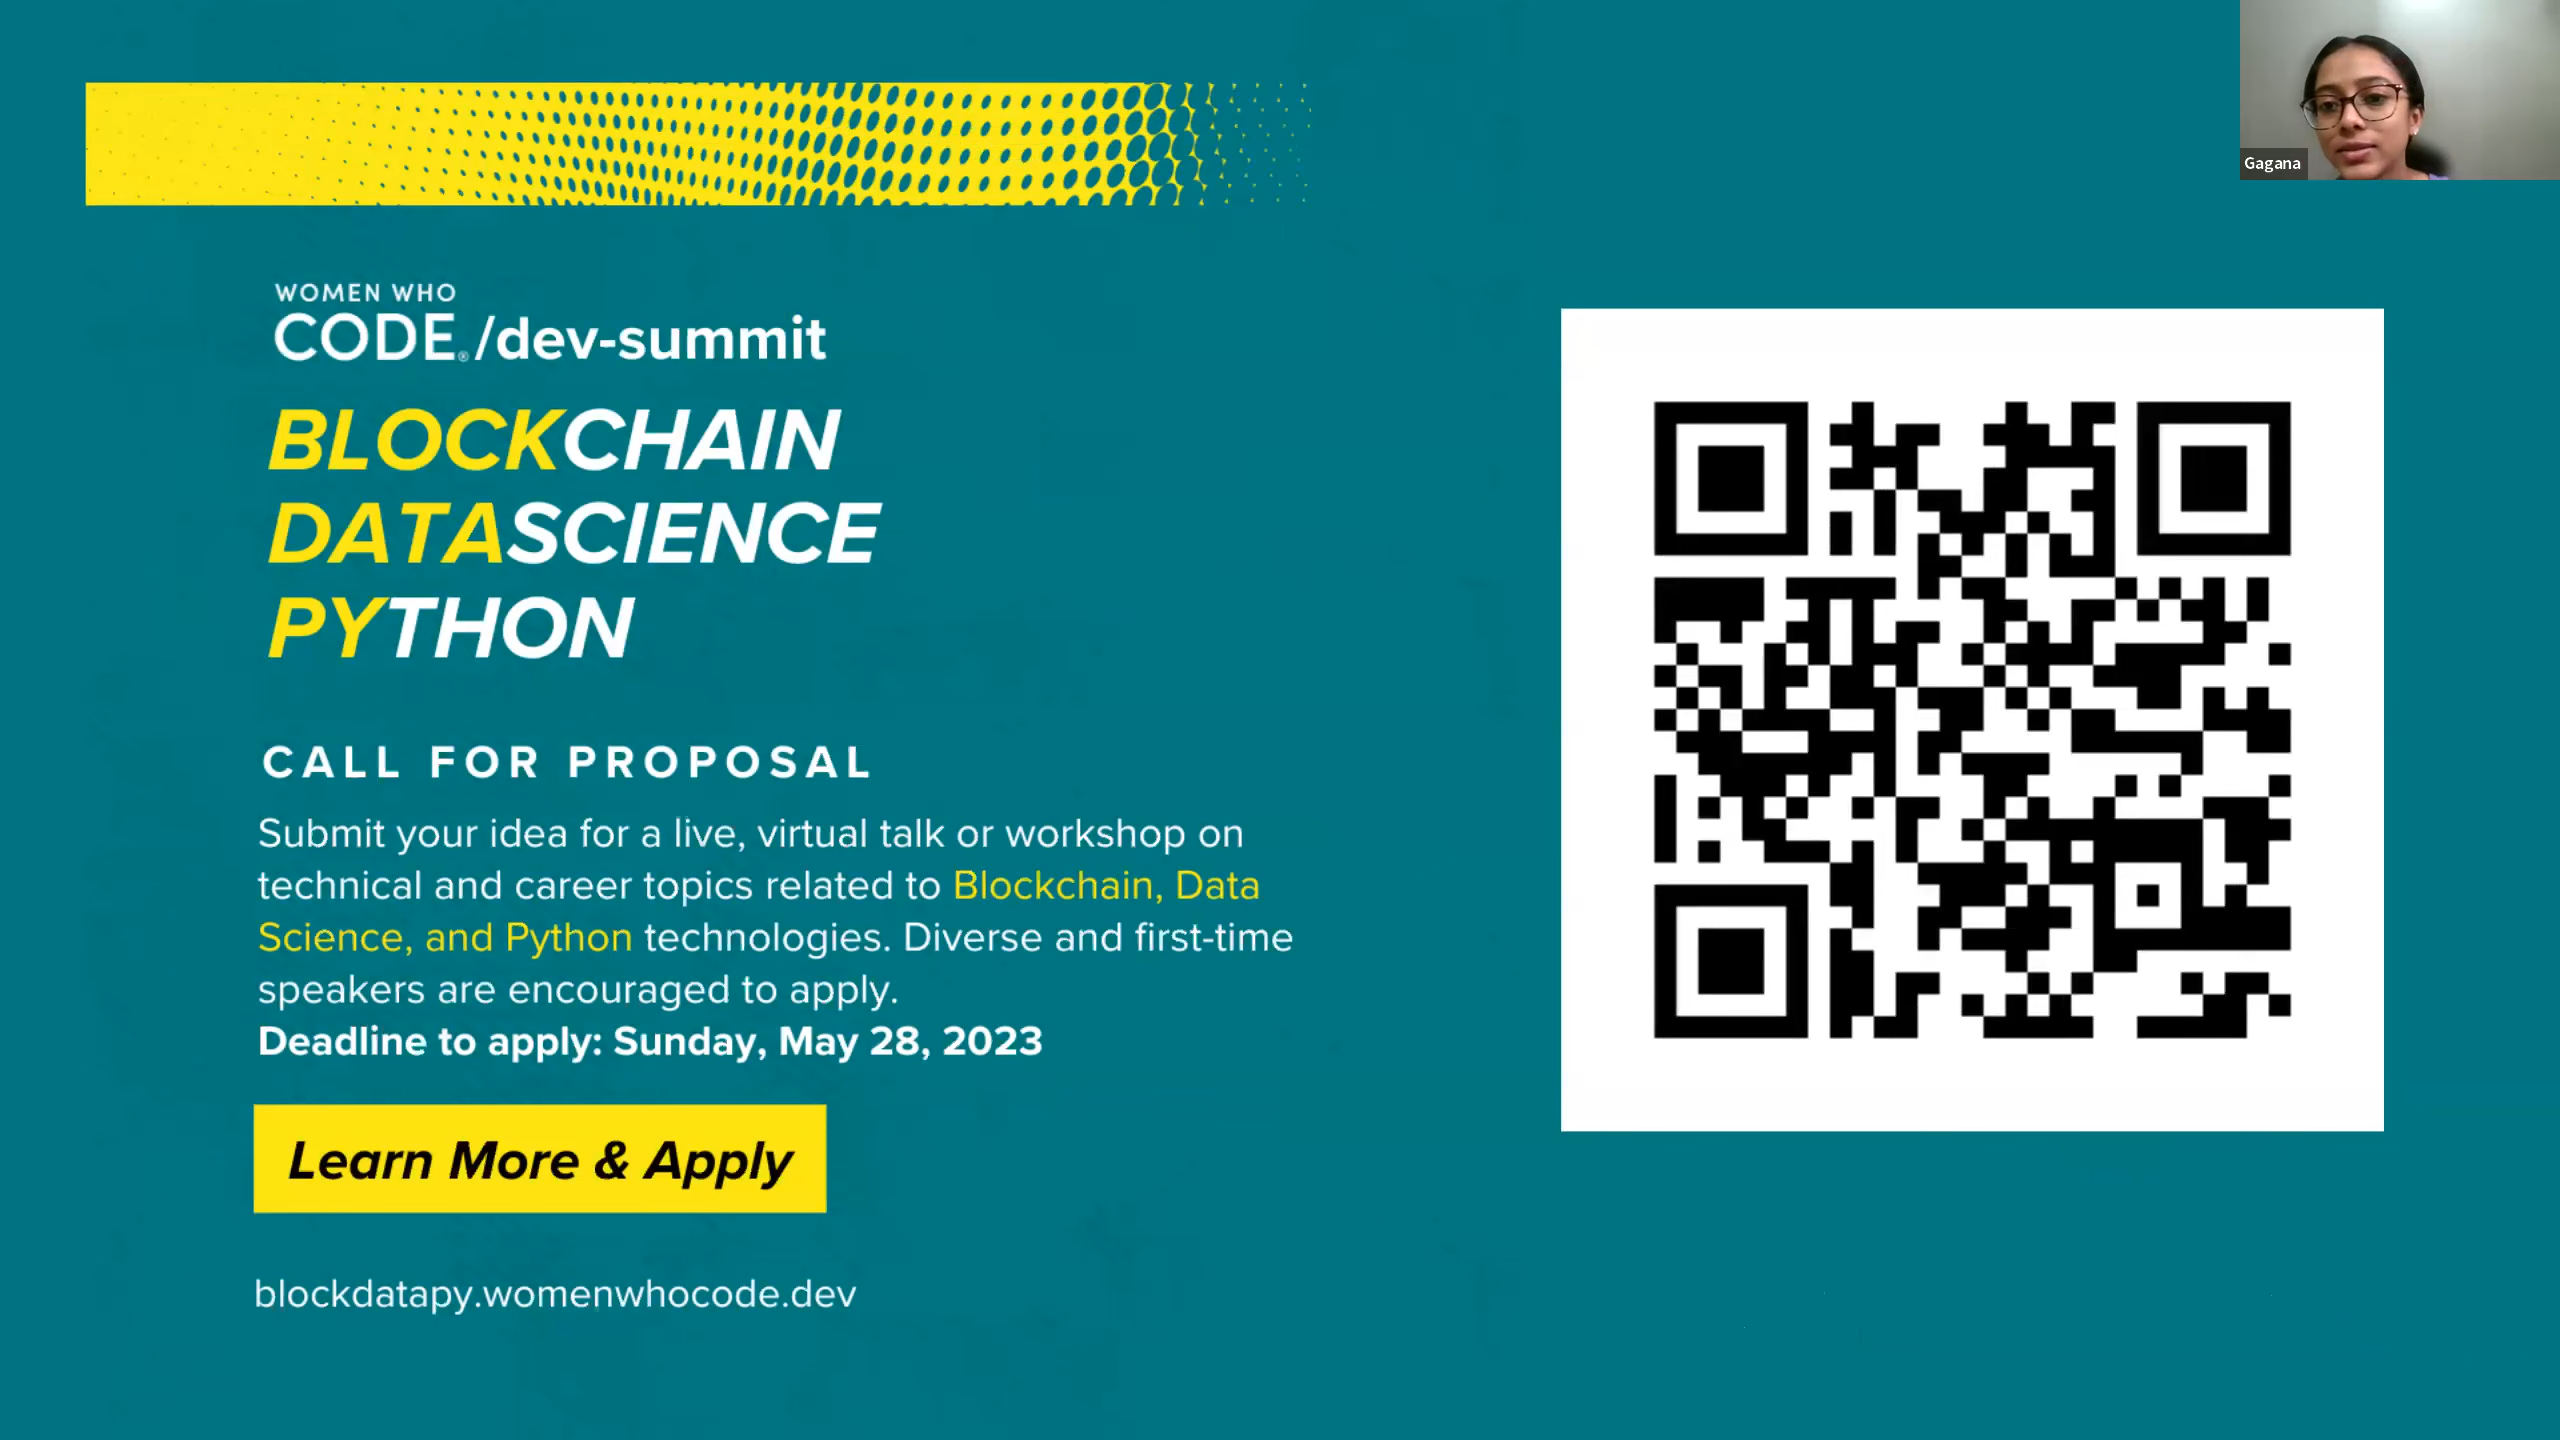 Gagana
WOMEN WHO
CODE®/dev-summit
BLOCKCHAIN
DATASCIENCE
PYTHON
CALL FOR PROPOSAL
Submit your idea for a live, virtual talk or workshop on
technical and career topics related to Blockchain, Data
Science, and Python technologies. Diverse and first-time
speakers are encouraged to apply.
Deadline to apply: Sunday, May 28, 2023
Learn More & Apply
blockdatapy.womenwhocode.dev